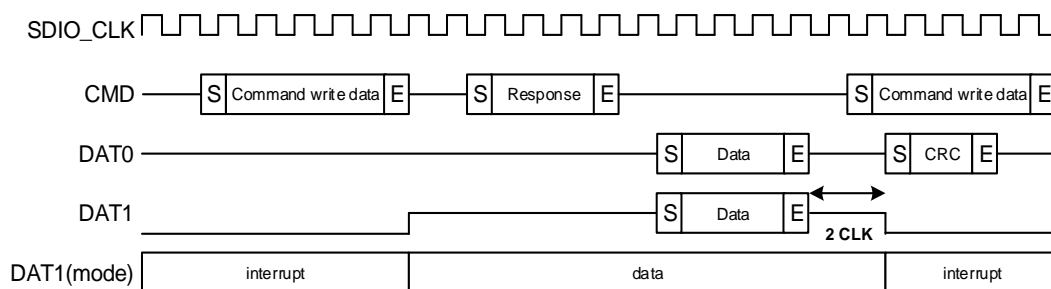 SDIO_CLK
CMD S Command write data E S Response E S Command write data E
DAT0 S Data E S CRC E
DAT1 S Data E
2 CLK
DAT1(mode) interrupt data interrupt